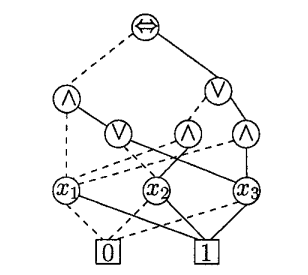 ⇔
∧ ∨
∨ ∧ ∧
x₁ x₂ x₃
0 1